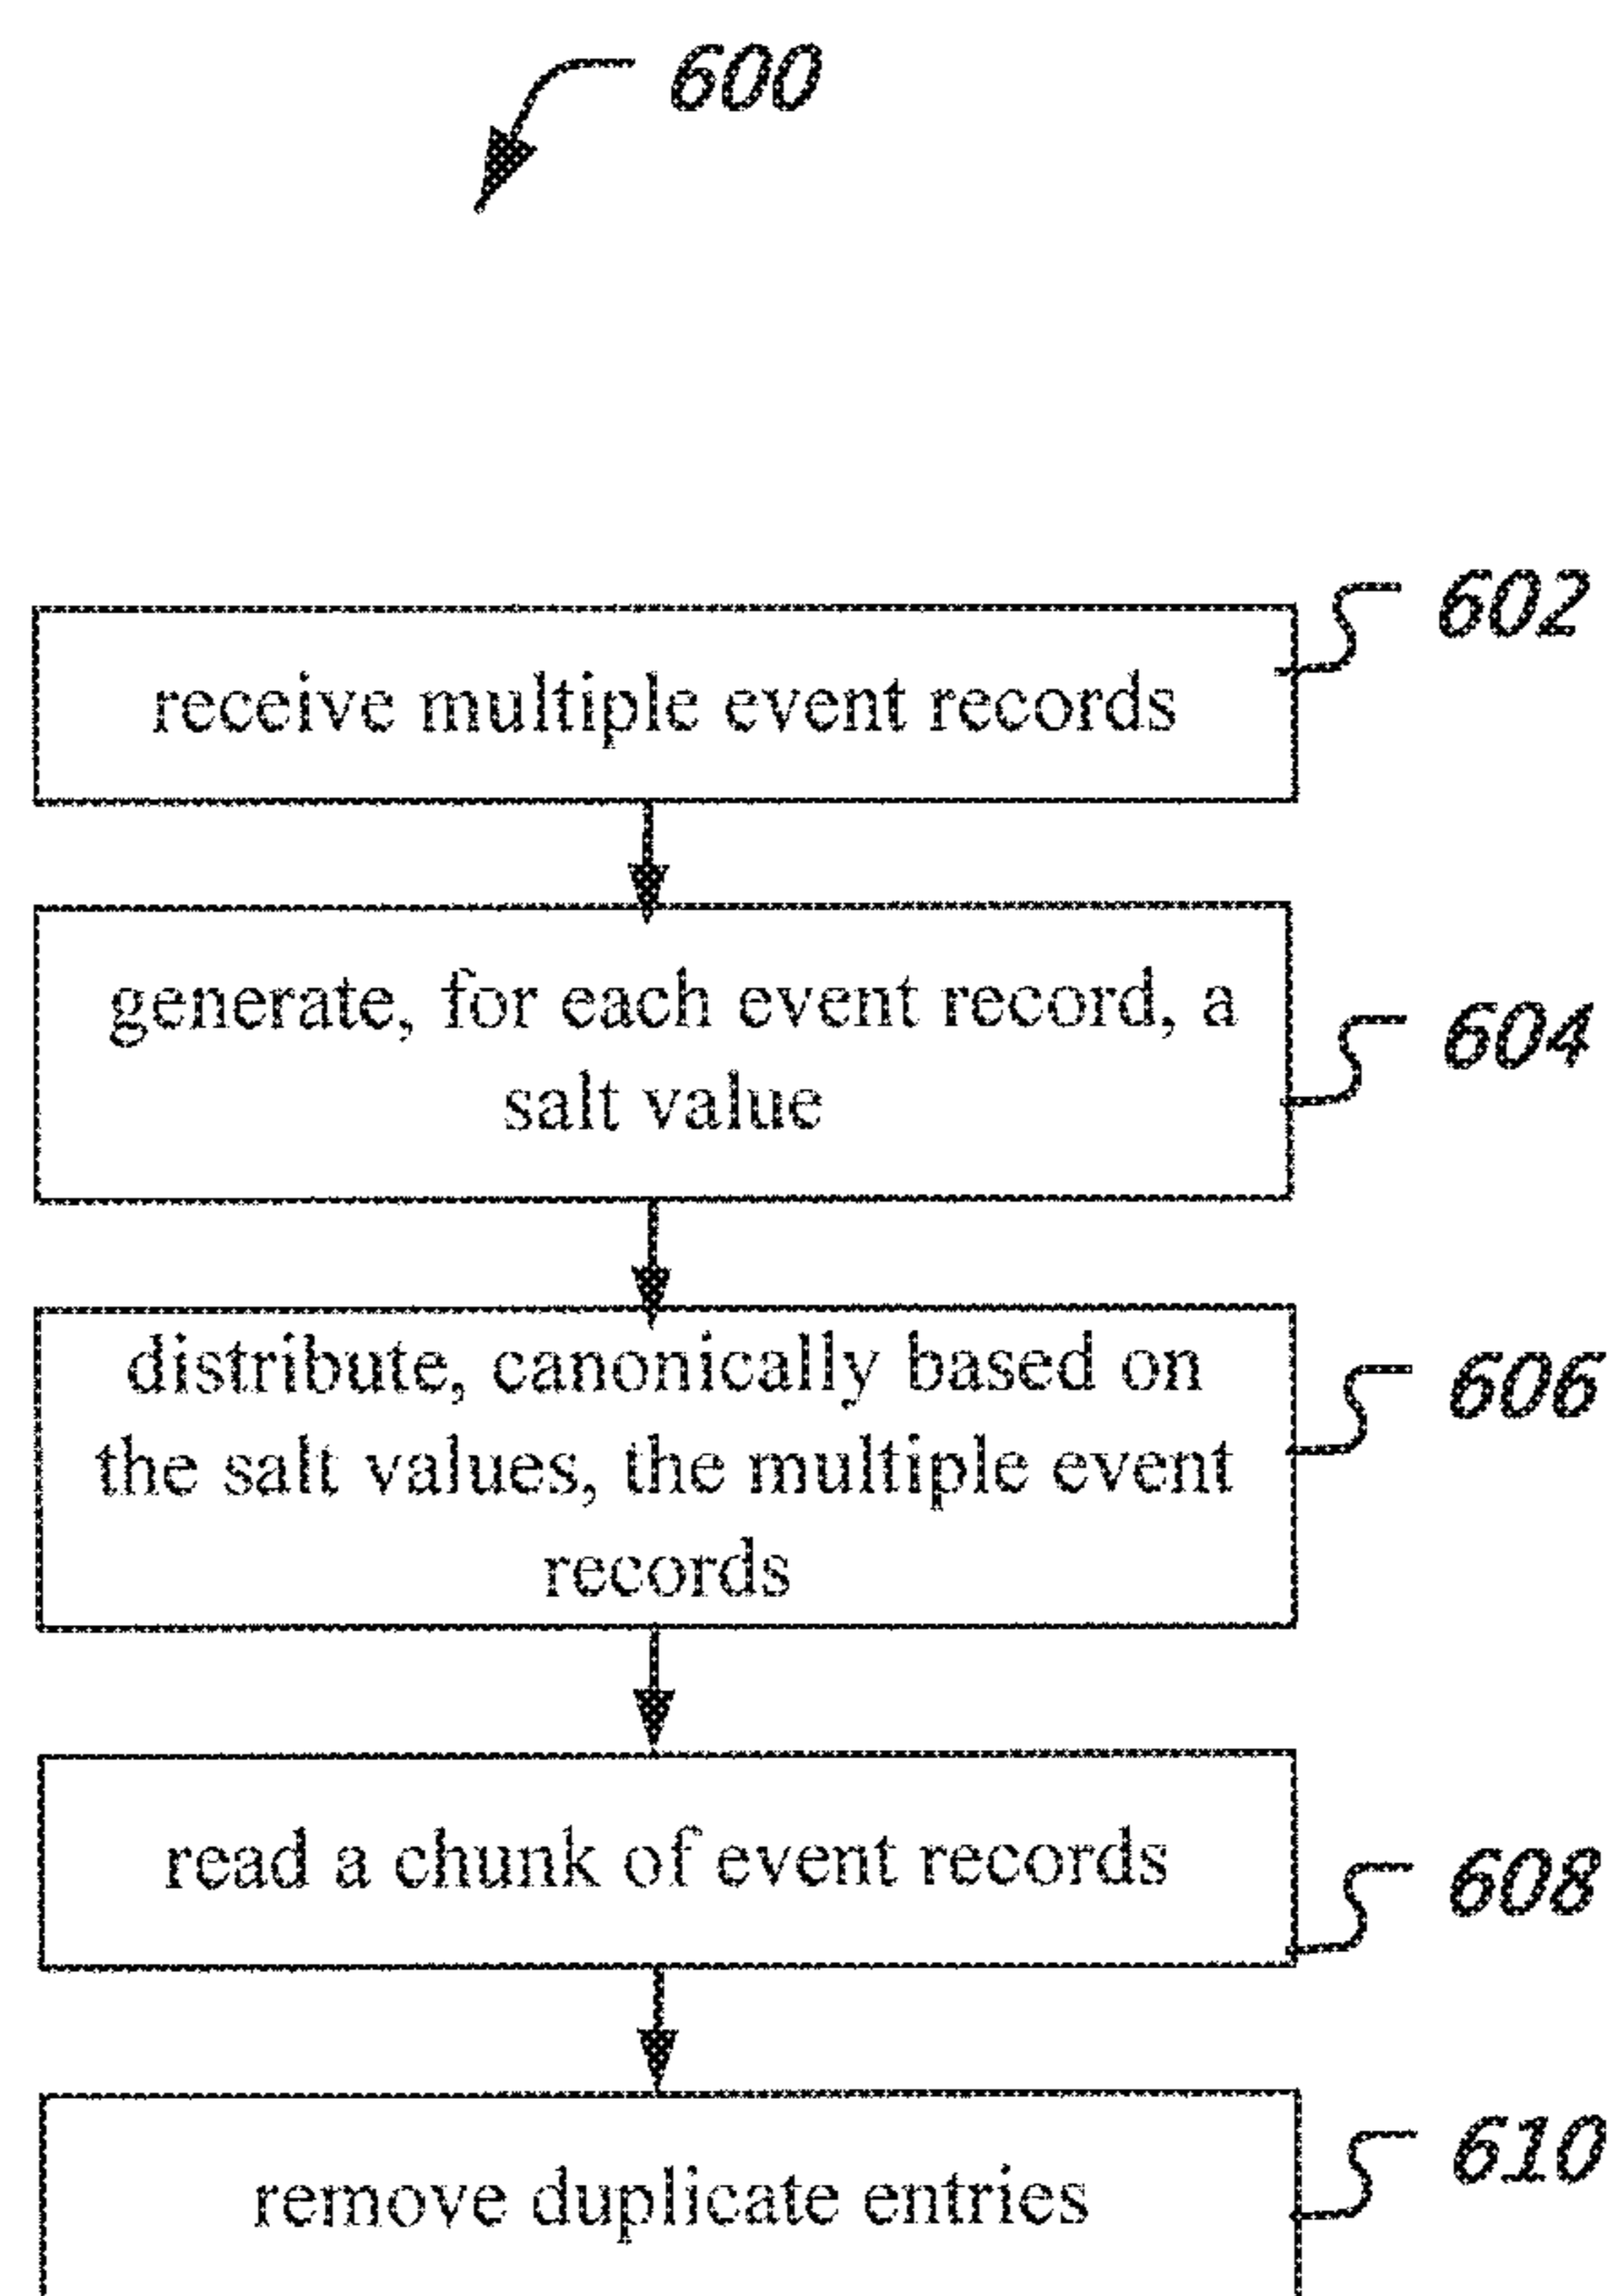 600
receive multiple event records
602
generate, for each event record, a
salt value
604
distribute, canonically based on
the salt values, the multiple event
records
606
read a chunk of event records
608
remove duplicate entries
610